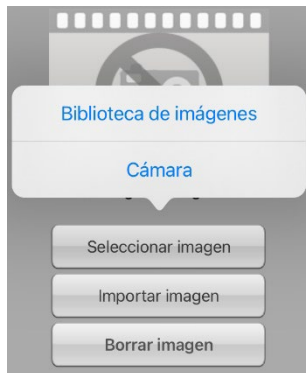 Biblioteca de imágenes
Cámara
Seleccionar imagen
Importar imagen
Borrar imagen